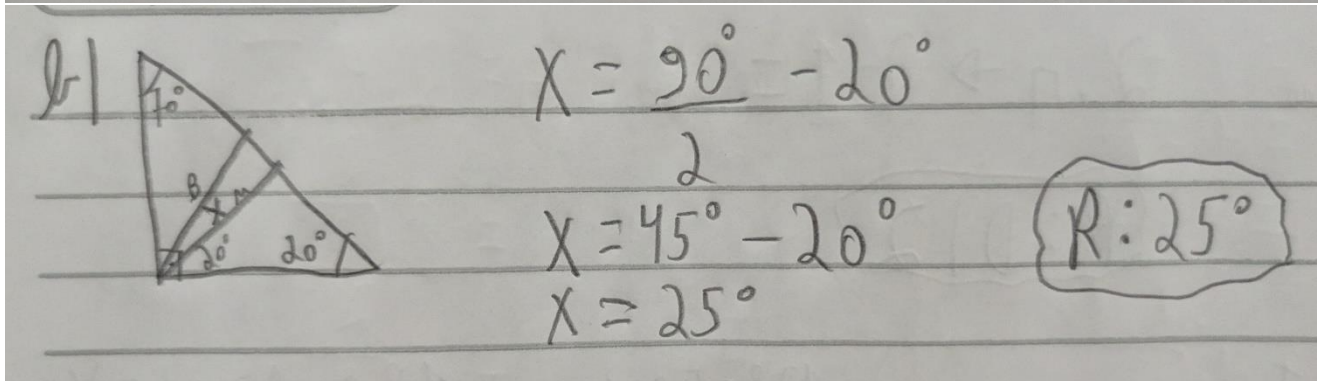 b)
70°
B
M
x
20°
20°
X = 90° - 20°
2
X = 45° - 20°
R: 25°
X = 25°